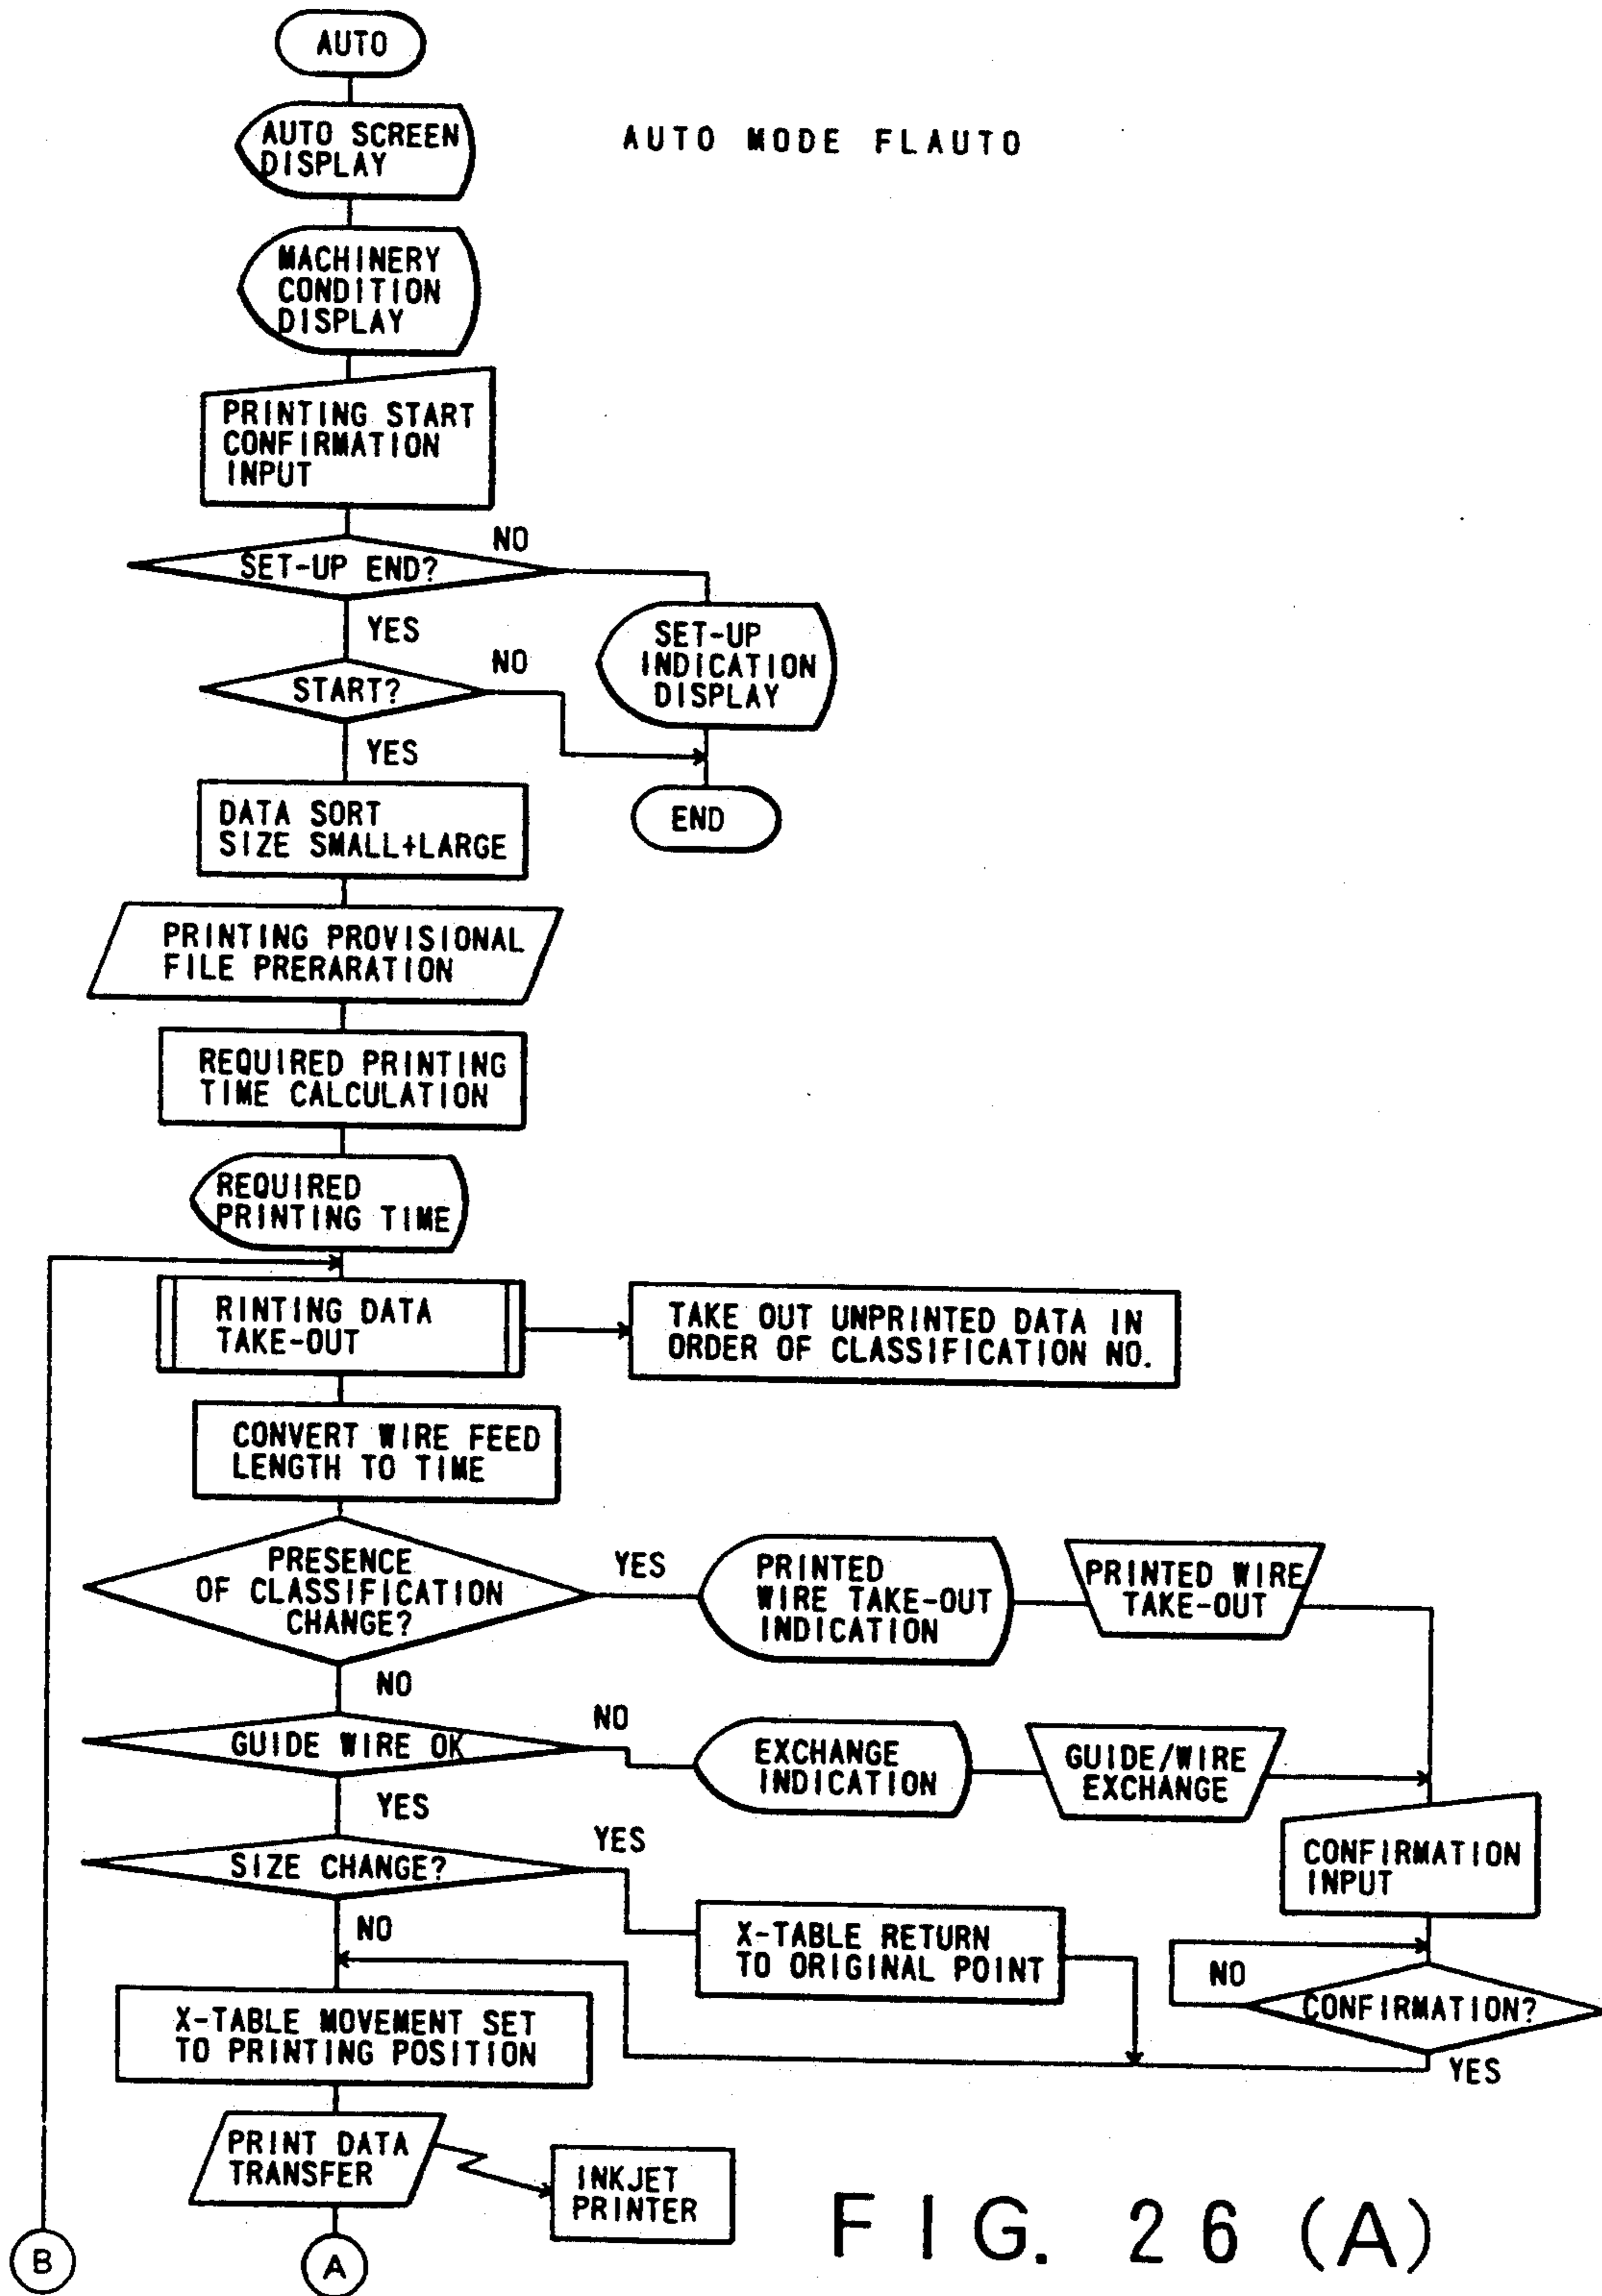 AUTO
AUTO SCREEN
DISPLAY
AUTO MODE FLAUTO
MACHINERY
CONDITION
DISPLAY
PRINTING START
CONFIRMATION
INPUT
NO
SET-UP END?
YES
SET-UP
INDICATION
DISPLAY
NO
START?
YES
DATA SORT
SIZE SMALL+LARGE
END
PRINTING PROVISIONAL
FILE PRERARATION
REQUIRED PRINTING
TIME CALCULATION
REQUIRED
PRINTING TIME
RINTING DATA
TAKE-OUT
TAKE OUT UNPRINTED DATA IN
ORDER OF CLASSIFICATION NO.
CONVERT WIRE FEED
LENGTH TO TIME
PRESENCE
OF CLASSIFICATION
CHANGE?
YES
PRINTED
WIRE TAKE-OUT
INDICATION
PRINTED WIRE
TAKE-OUT
NO
GUIDE WIRE OK
NO
EXCHANGE
INDICATION
GUIDE/WIRE
EXCHANGE
YES
SIZE CHANGE?
YES
CONFIRMATION
INPUT
NO
X-TABLE RETURN
TO ORIGINAL POINT
NO
CONFIRMATION?
YES
X-TABLE MOVEMENT SET
TO PRINTING POSITION
PRINT DATA
TRANSFER
INKJET
PRINTER
B
A
FIG. 26 (A)